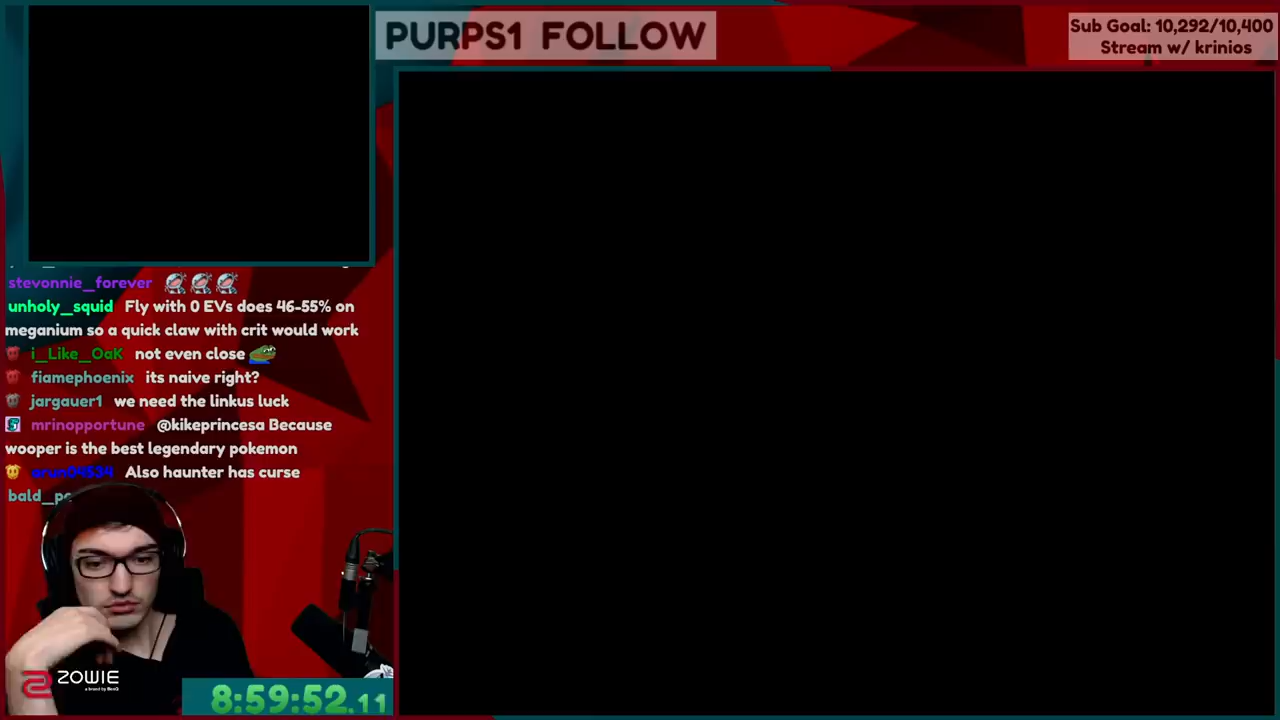 PURPS1 FOLLOW
Sub Goal: 10,292/10,400
Stream w/ krinios
stevonnie_forever
unholy_squid Fly with 0 EVs does 46-55% on
meganium so a quick claw with crit would work
i_Like_OaK not even close
fiamephoenix its naive right?
jargauer1 we need the linkus luck
mrinopportune @kikeprincesa Because
wooper is the best legendary pokemon
arun04534 Also haunter has curse
ZOWIE
8:59:52.11